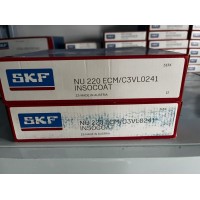 SKF
NU 220 ECM/C3VL0241
INSOCOAT
SKF
NU 220 ECM/C3VL0241
INSOCOAT